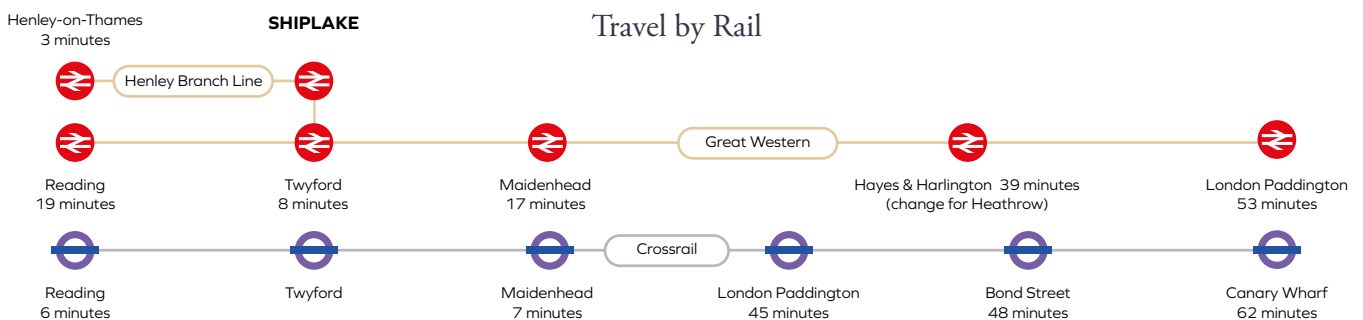 Travel by Rail
Henley-on-Thames
3 minutes
SHIPLAKE
Henley Branch Line
Great Western
Reading
19 minutes
Twyford
8 minutes
Maidenhead
17 minutes
Hayes & Harlington 39 minutes
(change for Heathrow)
London Paddington
53 minutes
Crossrail
Reading
6 minutes
Twyford
Maidenhead
7 minutes
London Paddington
45 minutes
Bond Street
48 minutes
Canary Wharf
62 minutes